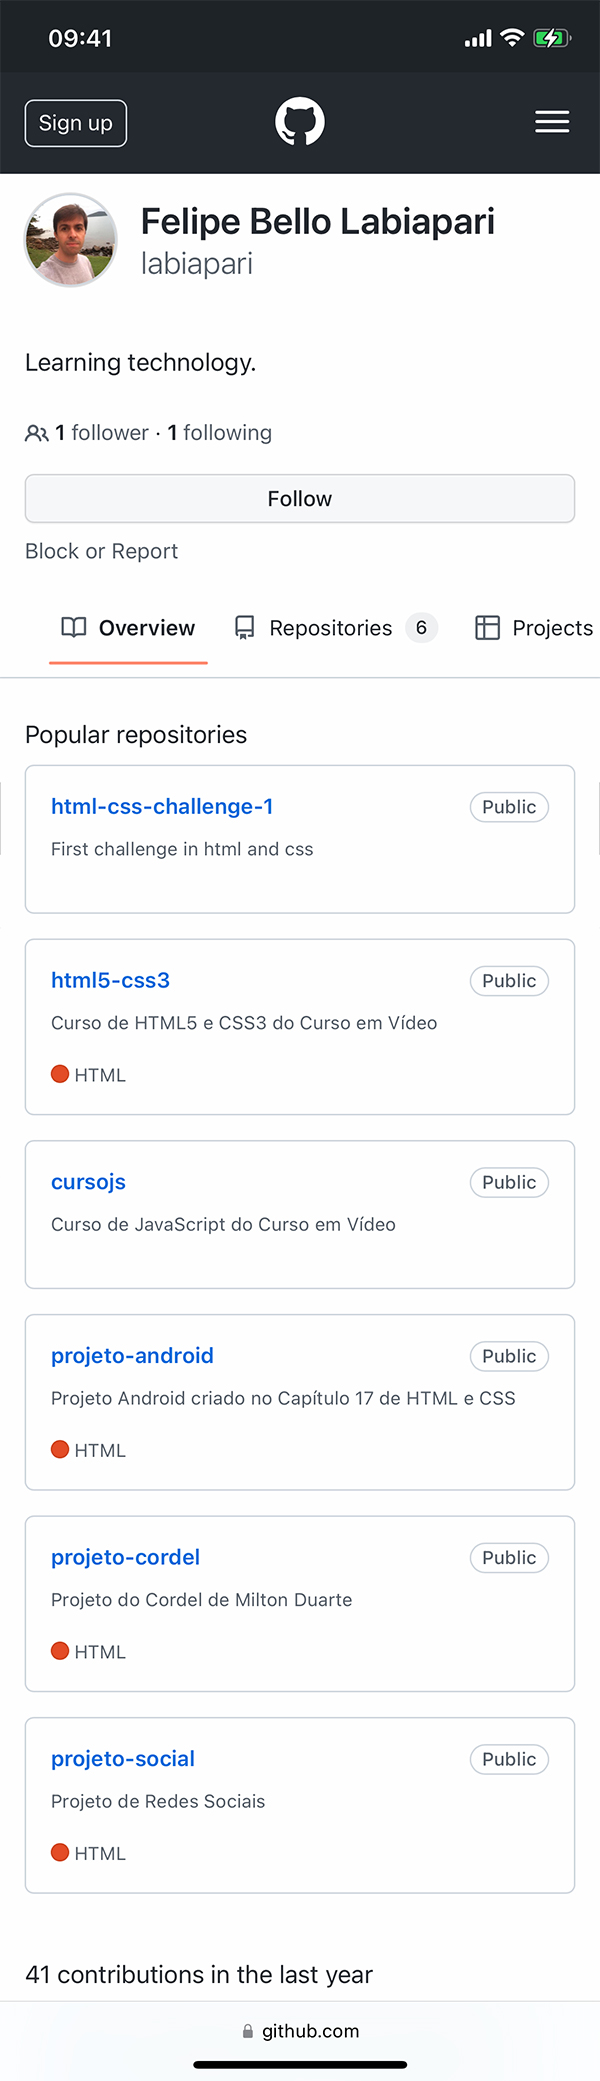 09:41
Sign up
Felipe Bello Labiapari
labiapari
Learning technology.
1 follower · 1 following
Follow
Block or Report
Overview Repositories 6 Projects
Popular repositories
html-css-challenge-1 Public
First challenge in html and css
html5-css3 Public
Curso de HTML5 e CSS3 do Curso em Vídeo
HTML
cursojs Public
Curso de JavaScript do Curso em Vídeo
projeto-android Public
Projeto Android criado no Capítulo 17 de HTML e CSS
HTML
projeto-cordel Public
Projeto do Cordel de Milton Duarte
HTML
projeto-social Public
Projeto de Redes Sociais
HTML
41 contributions in the last year
github.com